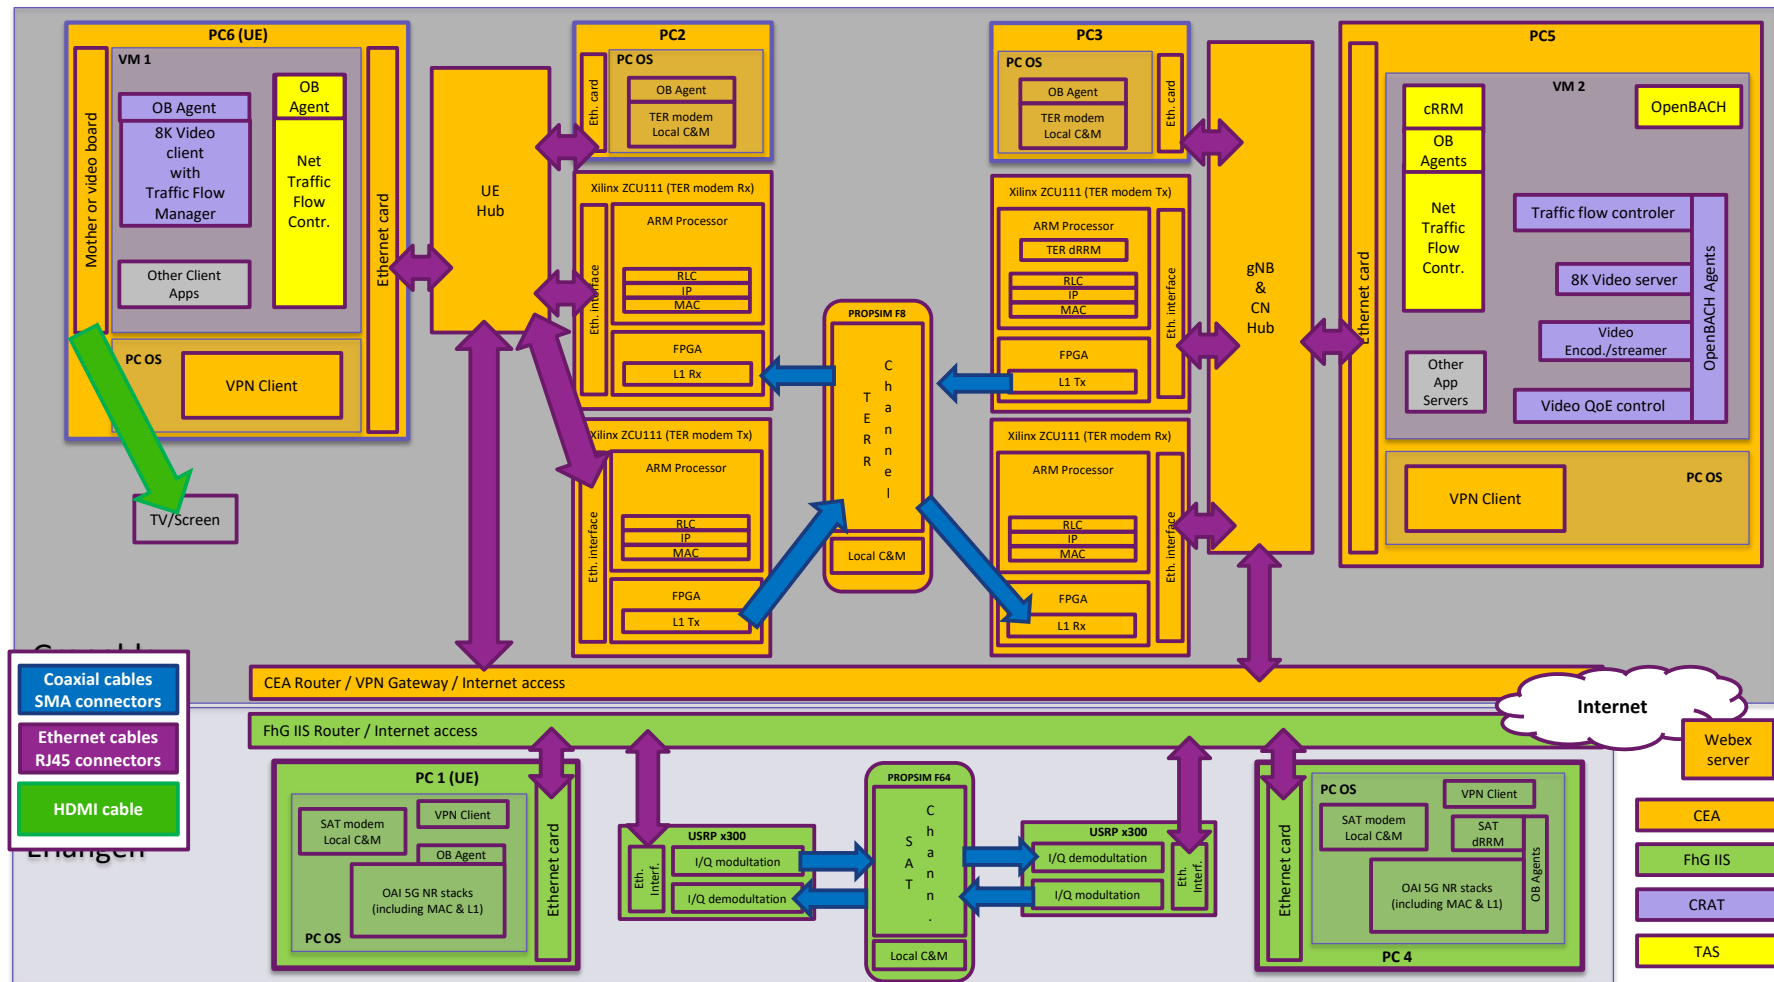 PC6 (UE)
Mother or video board
VM 1
OB Agent
8K Video
client
with
Traffic Flow
Manager
Other Client
Apps
OB
Agent
Net
Traffic
Flow
Contr.
Ethernet card
PC OS
VPN Client
TV/Screen
UE
Hub
PC2
Eth. card
PC OS
OB Agent
TER modem
Local C&M
Xilinx ZCU111 (TER modem Rx)
Eth. interface
ARM Processor
RLC
IP
MAC
FPGA
L1 Rx
Xilinx ZCU111 (TER modem Tx)
Eth. interface
ARM Processor
RLC
IP
MAC
FPGA
L1 Tx
PROPSIM F8
TERR
Channel
Local C&M
PC3
PC OS
OB Agent
TER modem
Local C&M
Eth. card
Xilinx ZCU111 (TER modem Tx)
ARM Processor
TER dRRM
RLC
IP
MAC
FPGA
L1 Tx
Eth. interface
Xilinx ZCU111 (TER modem Rx)
ARM Processor
RLC
IP
MAC
FPGA
L1 Rx
Eth. interface
gNB
&
CN
Hub
PC5
Ethernet card
VM 2
cRRM
OB
Agents
Net
Traffic
Flow
Contr.
OpenBACH
Traffic flow controler
8K Video server
Video
Encod./streamer
Video QoE control
OpenBACH Agents
Other
App
Servers
PC OS
VPN Client
Coaxial cables
SMA connectors
Ethernet cables
RJ45 connectors
HDMI cable
Erlangen
CEA Router / VPN Gateway / Internet access
FhG IIS Router / Internet access
Internet
Webex
server
PC 1 (UE)
SAT modem
Local C&M
VPN Client
OB Agent
OAI 5G NR stacks
(including MAC & L1)
PC OS
Ethernet card
USRP x300
Eth.
Interf.
I/Q modultation
I/Q demodultation
PROPSIM F64
SAT
Chann.
Local C&M
USRP x300
I/Q demodultation
I/Q modultation
Eth.
Interf.
Ethernet card
PC OS
VPN Client
SAT modem
Local C&M
SAT
dRRM
OAI 5G NR stacks
(including MAC & L1)
OB Agents
PC 4
CEA
FhG IIS
CRAT
TAS